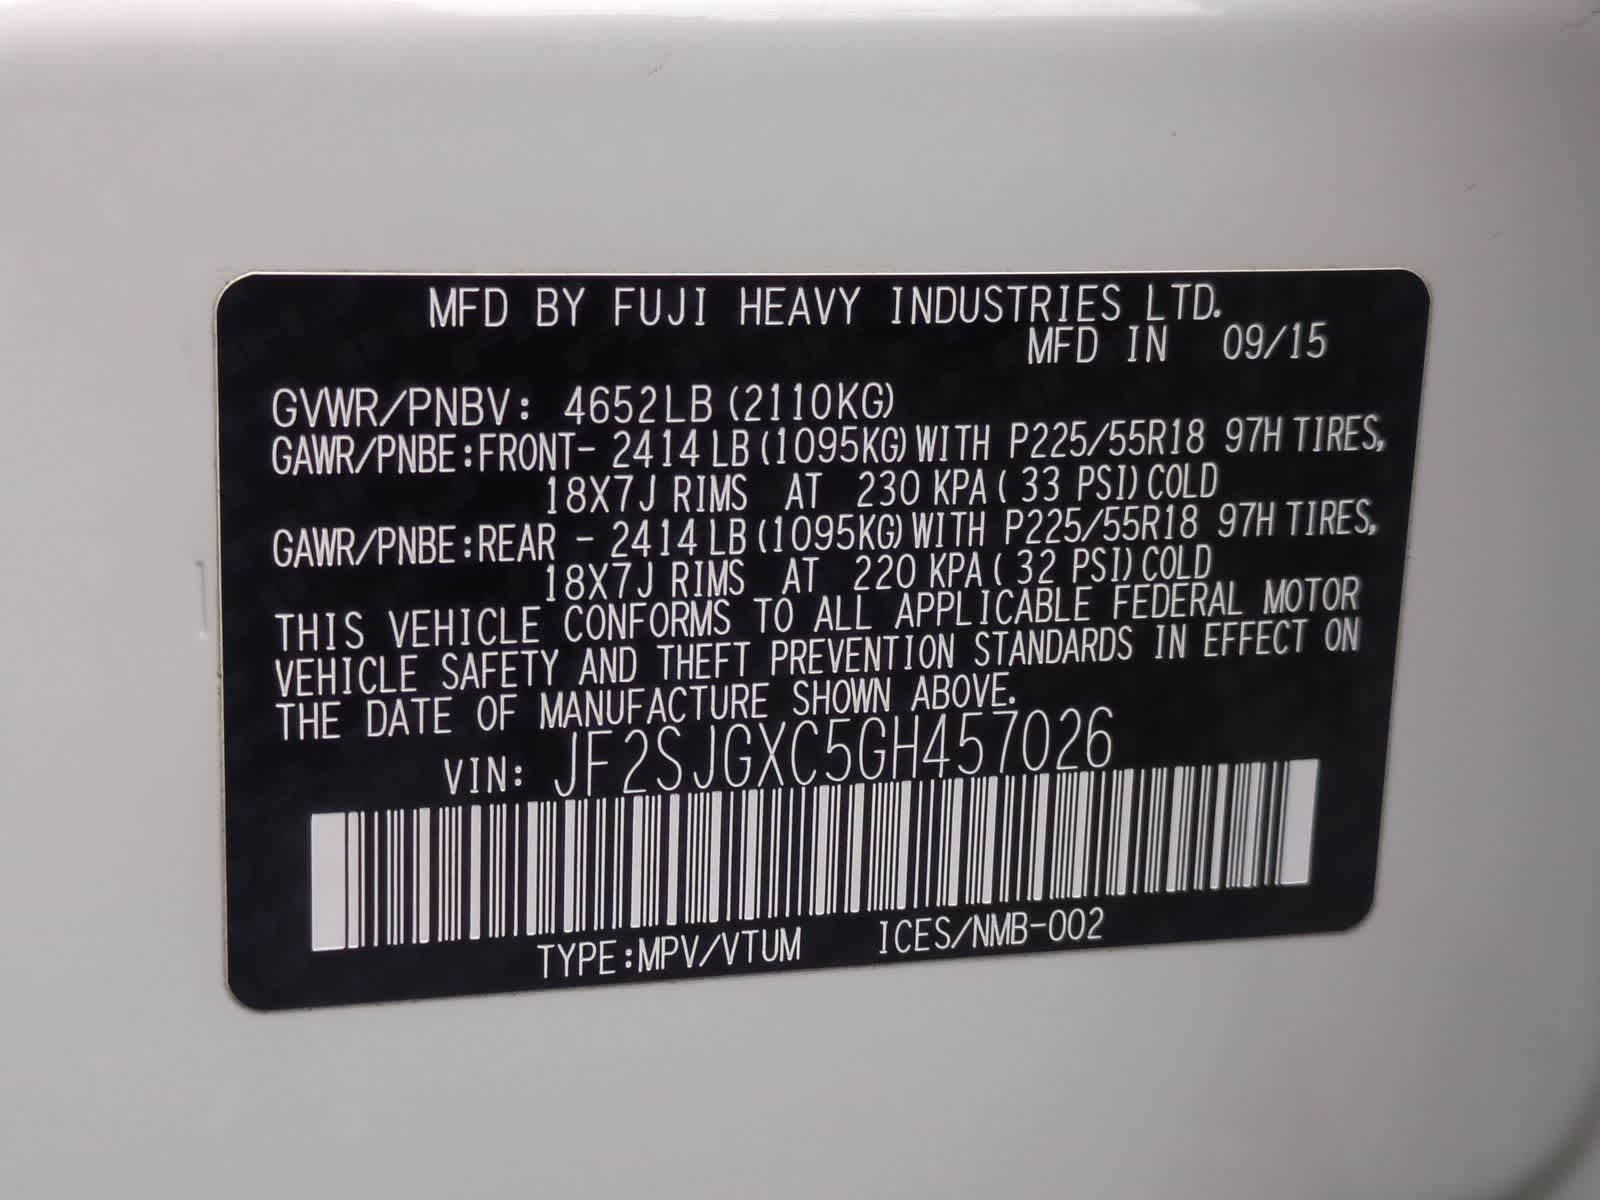 MFD BY FUJI HEAVY INDUSTRIES LTD.
MFD IN 09/15
GVWR/PNBV: 4652LB (2110KG)
GAWR/PNBE:FRONT- 2414 LB (1095KG) WITH P225/55R18 97H TIRES,
18X7J RIMS AT 230 KPA ( 33 PSI) COLD
GAWR/PNBE:REAR - 2414 LB (1095KG) WITH P225/55R18 97H TIRES,
18X7J RIMS AT 220 KPA ( 32 PSI) COLD
THIS VEHICLE CONFORMS TO ALL APPLICABLE FEDERAL MOTOR
VEHICLE SAFETY AND THEFT PREVENTION STANDARDS IN EFFECT ON
THE DATE OF MANUFACTURE SHOWN ABOVE.
VIN: JF2SJGXC5GH457026
TYPE:MPV/VTUM ICES/NMB-002